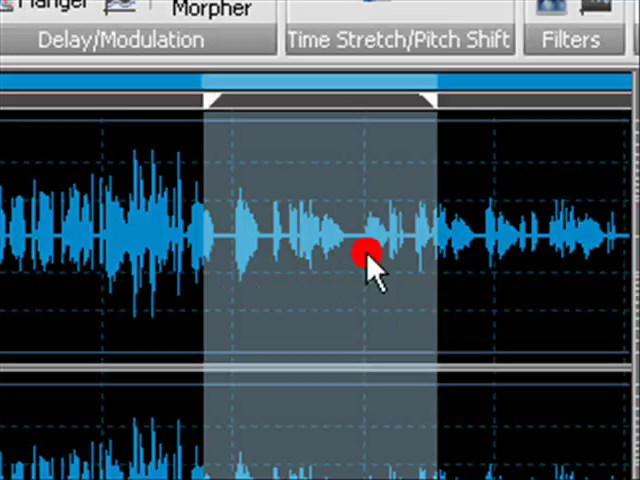 Flanger
Morpher
Delay/Modulation
Time Stretch/Pitch Shift
Filters